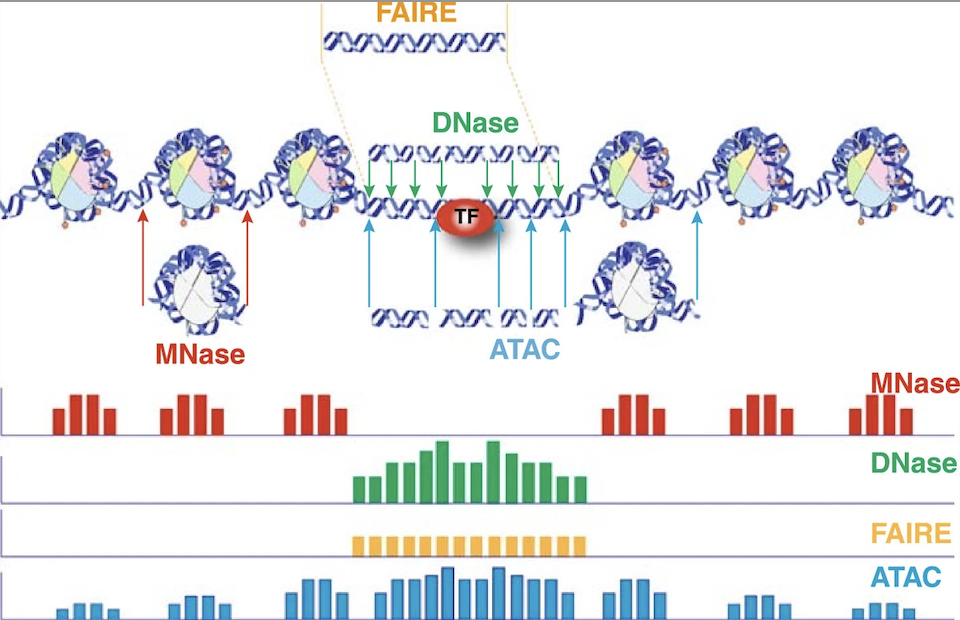 FAIRE
DNase
TF
MNase
ATAC
MNase
DNase
FAIRE
ATAC